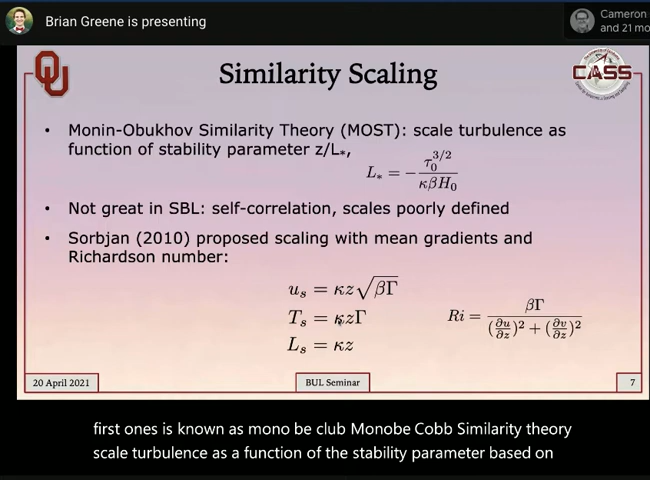 Brian Greene is presenting
Cameron
and 21 mo
Similarity Scaling
CASS
• Monin-Obukhov Similarity Theory (MOST): scale turbulence as
function of stability parameter z/L*,
L* = − τ₀^3/2 / κβH₀
• Not great in SBL: self-correlation, scales poorly defined
• Sorbjan (2010) proposed scaling with mean gradients and
Richardson number:
uₛ = κz√βΓ
Tₛ = κzΓ
Lₛ = κz
Ri = βΓ / (∂u/∂z)² + (∂v/∂z)²
20 April 2021
BUL Seminar
7
first ones is known as mono be club Monobe Cobb Similarity theory
scale turbulence as a function of the stability parameter based on